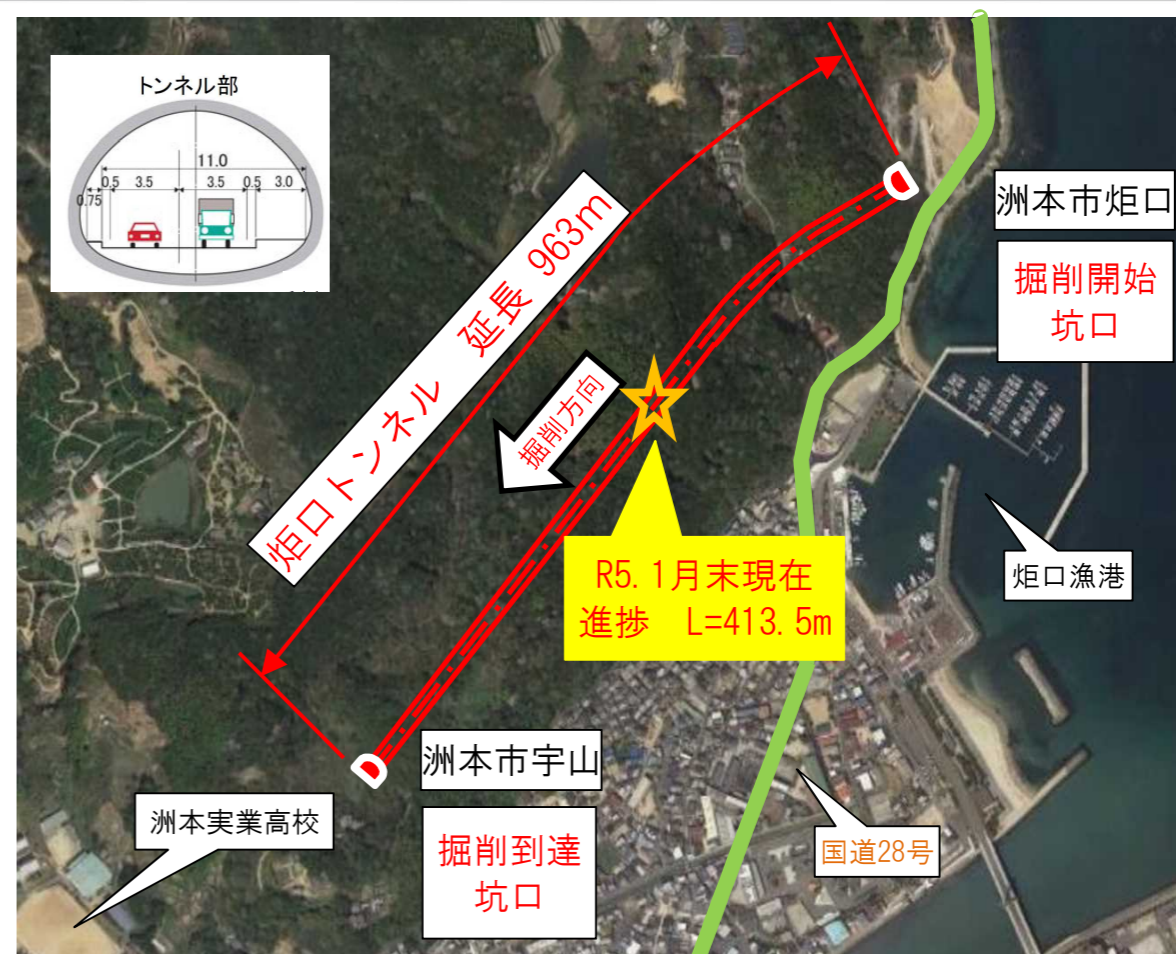 トンネル部
11.0
0.5 3.5 3.5 0.5 3.0
0.75
炬口トンネル 延長 963m
掘削方向
洲本市炬口
掘削開始
坑口
R5.1月末現在
進捗 L=413.5m
炬口漁港
洲本市宇山
掘削到達
坑口
洲本実業高校
国道28号